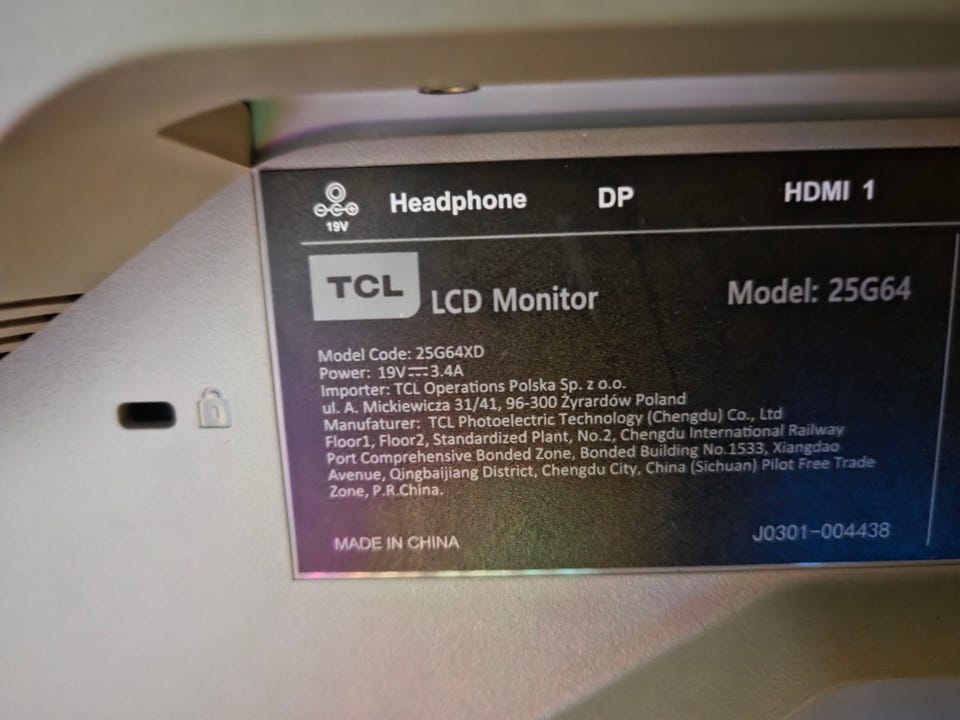 19V
Headphone DP HDMI 1
TCL LCD Monitor Model: 25G64
Model Code: 25G64XD
Power: 19V⎓3.4A
Importer: TCL Operations Polska Sp. z o.o.
ul. A. Mickiewicza 31/41, 96-300 Żyrardów Poland
Manufaturer: TCL Photoelectric Technology (Chengdu) Co., Ltd
Floor1, Floor2, Standardized Plant, No.2, Chengdu International Railway
Port Comprehensive Bonded Zone, Bonded Building No.1533, Xiangdao
Avenue, Qingbaijiang District, Chengdu City, China (Sichuan) Pilot Free Trade
Zone, P.R.China.
MADE IN CHINA J0301-004438